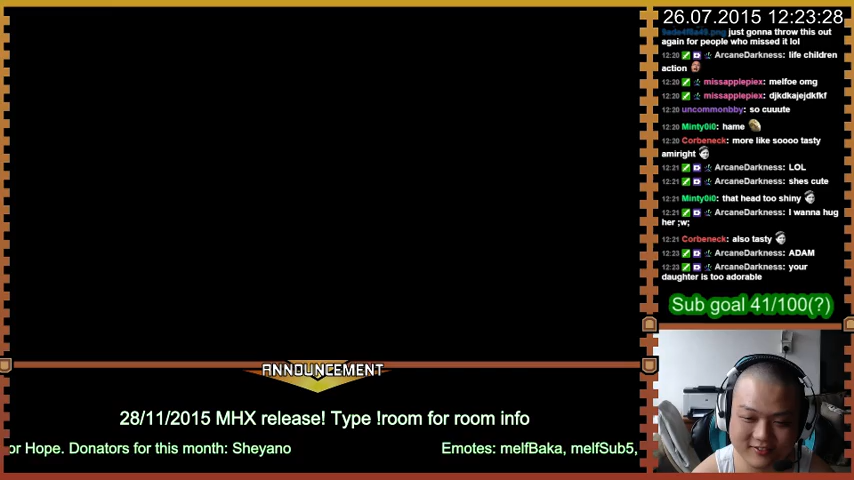 26.07.2015 12:23:28
just gonna throw this out
again for people who missed it lol
12:20 ArcaneDarkness: life children
action
12:20 missapplepiex: melfoe omg
12:20 missapplepiex: djkdkajejdkfkf
12:20 uncommonbby: so cuuute
12:20 Minty0i0: hame
12:20 Corbeneck: more like soooo tasty
amiright
12:21 ArcaneDarkness: LOL
12:21 ArcaneDarkness: shes cute
12:21 Minty0i0: that head too shiny
12:21 ArcaneDarkness: I wanna hug
her ;w;
12:21 Corbeneck: also tasty
12:23 ArcaneDarkness: ADAM
12:23 ArcaneDarkness: your
daughter is too adorable
Sub goal 41/100(?)
ANNOUNCEMENT
28/11/2015 MHX release! Type !room for room info
or Hope. Donators for this month: Sheyano
Emotes: melfBaka, melfSub5,